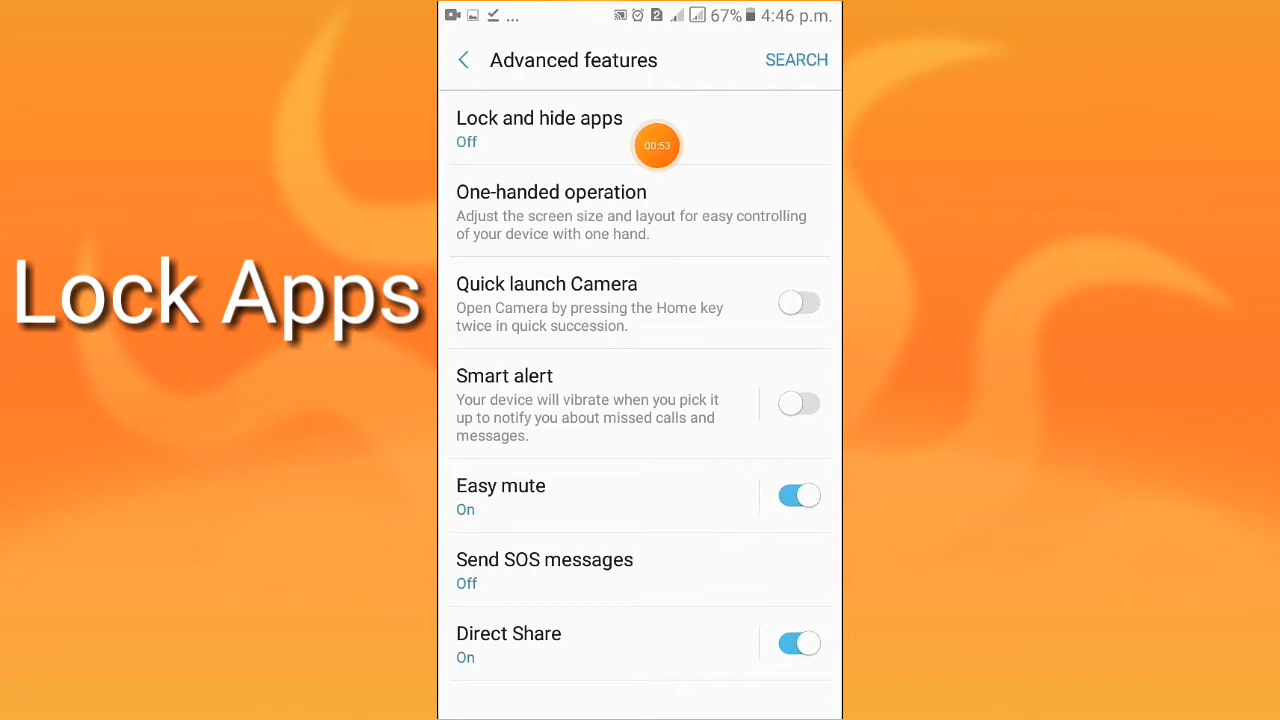 Lock Apps
... 2 67% 4:46 p.m.
Advanced features SEARCH
Lock and hide apps
Off
00:53
One-handed operation
Adjust the screen size and layout for easy controlling
of your device with one hand.
Quick launch Camera
Open Camera by pressing the Home key
twice in quick succession.
Smart alert
Your device will vibrate when you pick it
up to notify you about missed calls and
messages.
Easy mute
On
Send SOS messages
Off
Direct Share
On